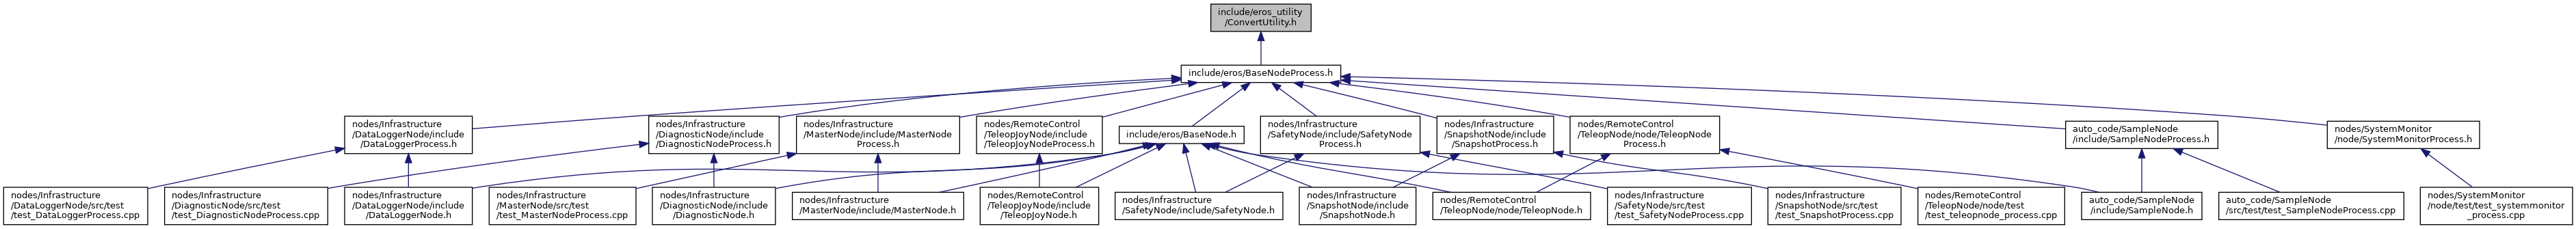 include/eros_utility
/ConvertUtility.h
include/eros/BaseNodeProcess.h
nodes/Infrastructure
/DataLoggerNode/include
/DataLoggerProcess.h
nodes/Infrastructure
/DiagnosticNode/include
/DiagnosticNodeProcess.h
nodes/Infrastructure
/MasterNode/include/MasterNode
Process.h
nodes/RemoteControl
/TeleopJoyNode/include
/TeleopJoyNodeProcess.h
include/eros/BaseNode.h
nodes/Infrastructure
/SafetyNode/include/SafetyNode
Process.h
nodes/Infrastructure
/SnapshotNode/include
/SnapshotProcess.h
nodes/RemoteControl
/TeleopNode/node/TeleopNode
Process.h
auto_code/SampleNode
/include/SampleNodeProcess.h
nodes/SystemMonitor
/node/SystemMonitorProcess.h
nodes/Infrastructure
/DataLoggerNode/src/test
/test_DataLoggerProcess.cpp
nodes/Infrastructure
/DiagnosticNode/src/test
/test_DiagnosticNodeProcess.cpp
nodes/Infrastructure
/DataLoggerNode/include
/DataLoggerNode.h
nodes/Infrastructure
/MasterNode/src/test
/test_MasterNodeProcess.cpp
nodes/Infrastructure
/DiagnosticNode/include
/DiagnosticNode.h
nodes/Infrastructure
/MasterNode/include/MasterNode.h
nodes/RemoteControl
/TeleopJoyNode/include
/TeleopJoyNode.h
nodes/Infrastructure
/SafetyNode/include/SafetyNode.h
nodes/Infrastructure
/SnapshotNode/include
/SnapshotNode.h
nodes/RemoteControl
/TeleopNode/node/TeleopNode.h
nodes/Infrastructure
/SafetyNode/src/test
/test_SafetyNodeProcess.cpp
nodes/Infrastructure
/SnapshotNode/src/test
/test_SnapshotProcess.cpp
nodes/RemoteControl
/TeleopNode/node/test
/test_teleopnode_process.cpp
auto_code/SampleNode
/include/SampleNode.h
auto_code/SampleNode
/src/test/test_SampleNodeProcess.cpp
nodes/SystemMonitor
/node/test/test_systemmonitor
_process.cpp